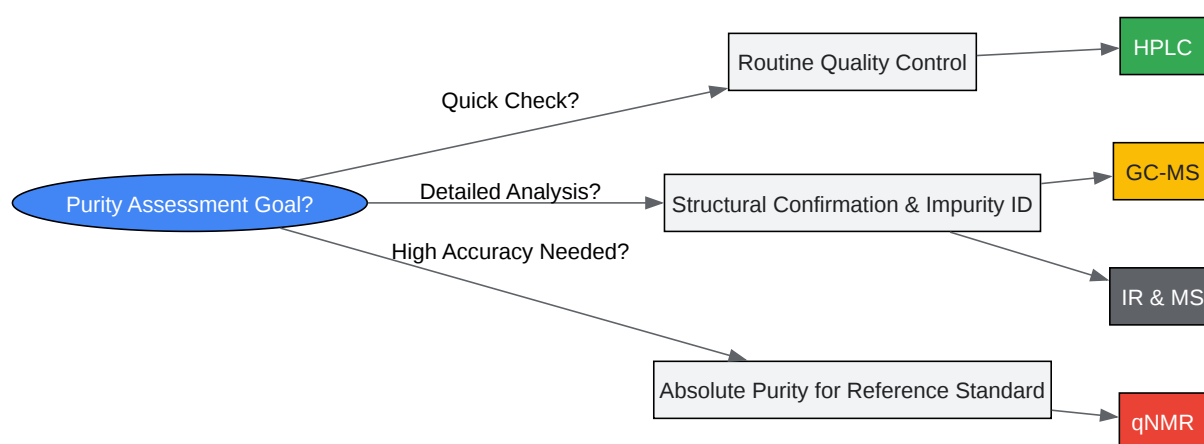 Purity Assessment Goal?
Quick Check?
Routine Quality Control
HPLC
Detailed Analysis?
Structural Confirmation & Impurity ID
GC-MS
IR & MS
High Accuracy Needed?
Absolute Purity for Reference Standard
qNMR